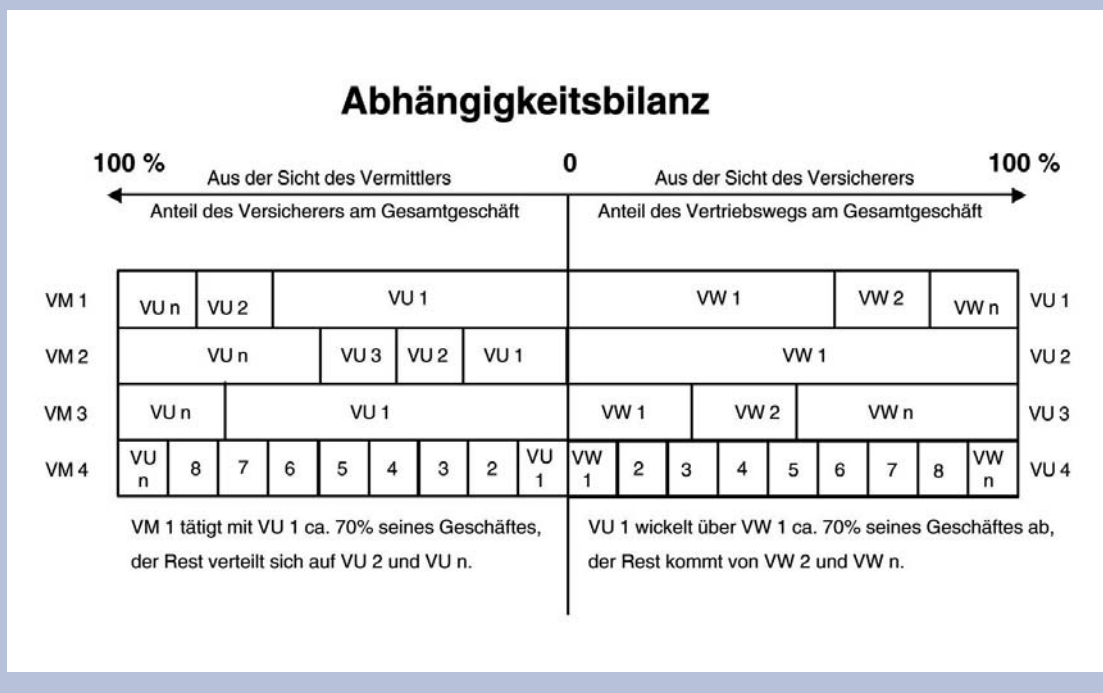 Abhängigkeitsbilanz
100 % 0 100 %
Aus der Sicht des Vermittlers Aus der Sicht des Versicherers
Anteil des Versicherers am Gesamtgeschäft Anteil des Vertriebswegs am Gesamtgeschäft
VM 1 VU n VU 2 VU 1 VW 1 VW 2 VW n VU 1
VM 2 VU n VU 3 VU 2 VU 1 VW 1 VU 2
VM 3 VU n VU 1 VW 1 VW 2 VW n VU 3
VM 4 VU n 8 7 6 5 4 3 2 VU 1 VW 1 2 3 4 5 6 7 8 VW n VU 4
VM 1 tätigt mit VU 1 ca. 70% seines Geschäftes,
der Rest verteilt sich auf VU 2 und VU n.
VU 1 wickelt über VW 1 ca. 70% seines Geschäftes ab,
der Rest kommt von VW 2 und VW n.